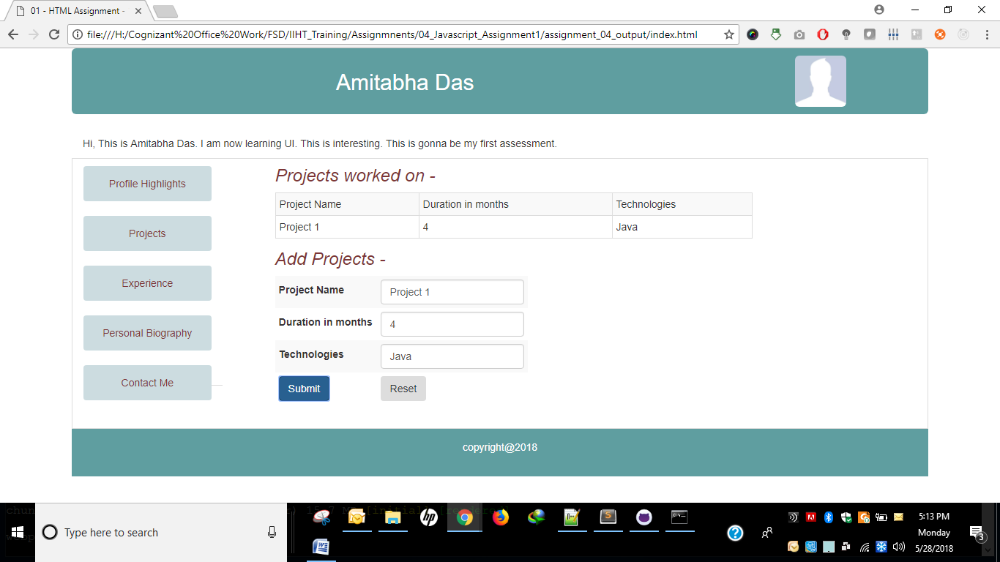 01 - HTML Assignment -
file:///H:/Cognizant%20Office%20Work/FSD/IIHT_Training/Assignmnents/04_Javascript_Assignment1/assignment_04_output/index.html
Amitabha Das
Hi, This is Amitabha Das. I am now learning UI. This is interesting. This is gonna be my first assessment.
Profile Highlights
Projects
Experience
Personal Biography
Contact Me
Projects worked on -
Project Name Duration in months Technologies
Project 1 4 Java
Add Projects -
Project Name Project 1
Duration in months 4
Technologies Java
Submit Reset
copyright@2018
Type here to search
5:13 PM
Monday
5/28/2018
3